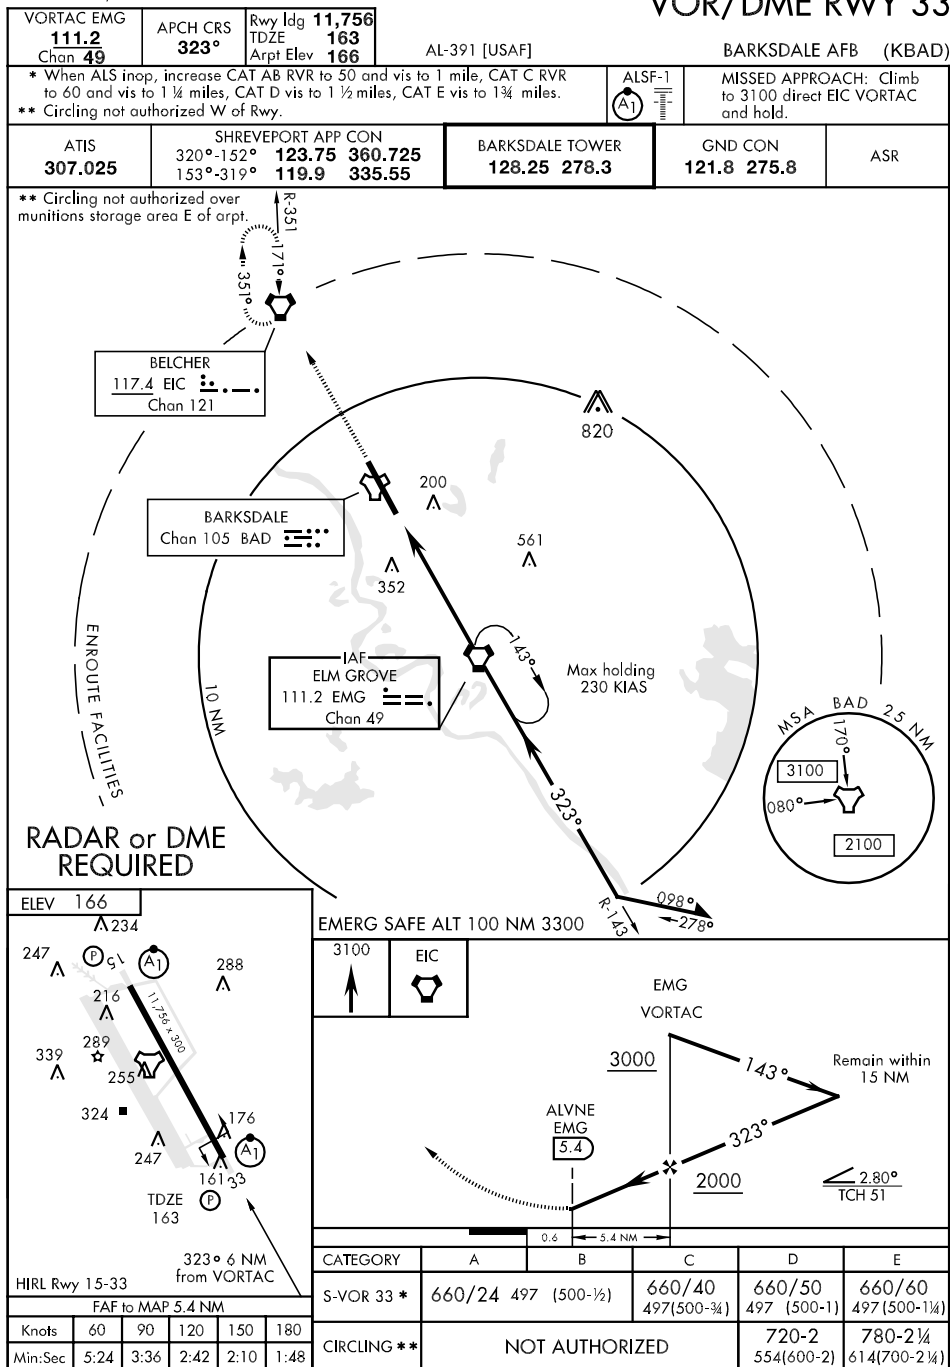 VOR/DME RWY 33
VORTAC EMG
111.2
Chan 49
APCH CRS
323°
Rwy ldg 11,756
TDZE 163
Arpt Elev 166
AL-391 [USAF]
BARKSDALE AFB (KBAD)
* When ALS inop, increase CAT AB RVR to 50 and vis to 1 mile, CAT C RVR
to 60 and vis to 1 ¼ miles, CAT D vis to 1 ½ miles, CAT E vis to 1¾ miles.
** Circling not authorized W of Rwy.
ALSF-1
A1
MISSED APPROACH: Climb
to 3100 direct EIC VORTAC
and hold.
ATIS
307.025
SHREVEPORT APP CON
320°-152° 123.75 360.725
153°-319° 119.9 335.55
BARKSDALE TOWER
128.25 278.3
GND CON
121.8 275.8
ASR
** Circling not authorized over
munitions storage area E of arpt.
R-351
171°
351°
BELCHER
117.4 EIC
Chan 121
820
BARKSDALE
Chan 105 BAD
200
561
352
IAF
ELM GROVE
111.2 EMG
Chan 49
143°
Max holding
230 KIAS
ENROUTE FACILITIES
10 NM
MSA BAD 25 NM
170°
3100
080°
2100
323°
RADAR or DME
REQUIRED
098°
278°
R-143
EMERG SAFE ALT 100 NM 3300
ELEV 166
234
247
P
15
A1
288
216
11,756 x 300
289
339
255
324
176
247
A1
161
33
TDZE
163
P
323° 6 NM
from VORTAC
HIRL Rwy 15-33
FAF to MAP 5.4 NM
Knots 60 90 120 150 180
Min:Sec 5:24 3:36 2:42 2:10 1:48
3100
EIC
EMG
VORTAC
3000
143°
Remain within
15 NM
ALVNE
EMG
5.4
323°
2000
2.80°
TCH 51
0.6
5.4 NM
CATEGORY A B C D E
S-VOR 33 * 660/24 497 (500-½) 660/40 497(500-¾) 660/50 497 (500-1) 660/60 497(500-1¼)
CIRCLING ** NOT AUTHORIZED 720-2 554(600-2) 780-2¼ 614(700-2¼)